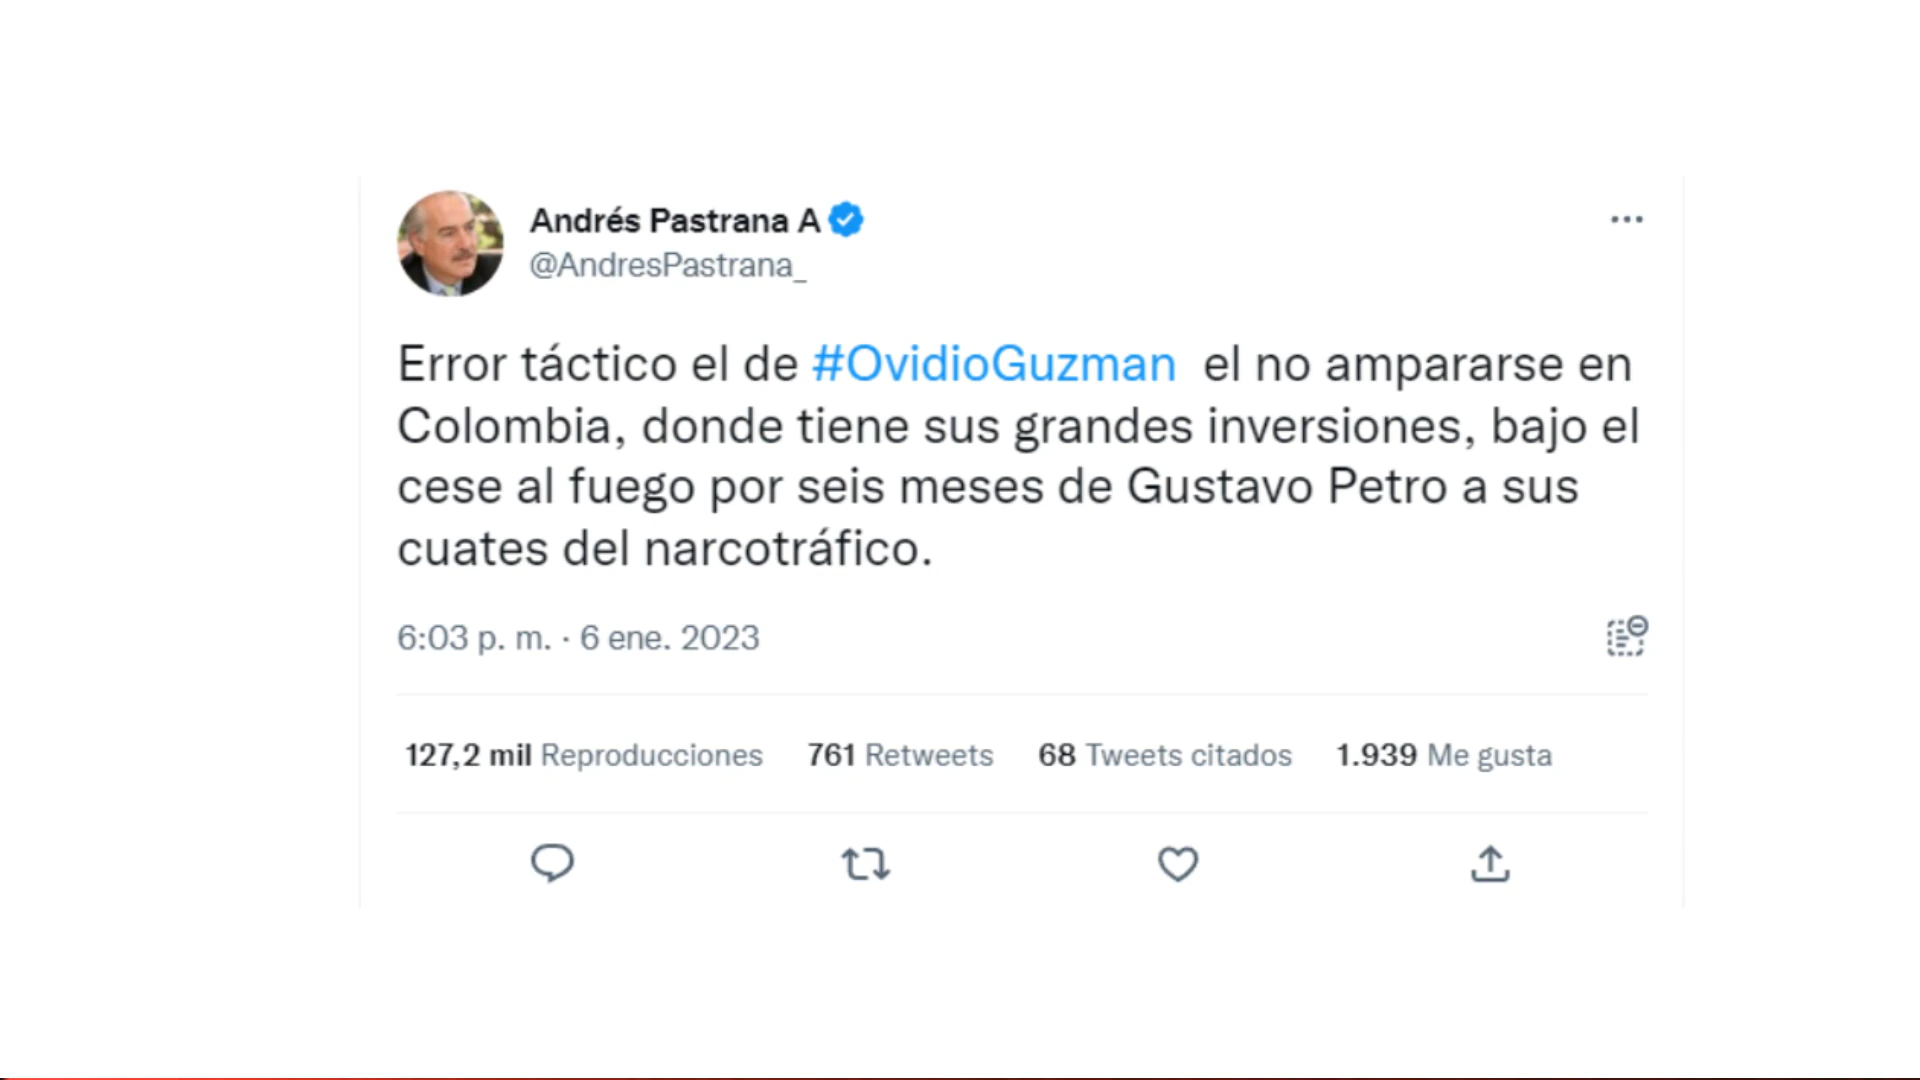 Andrés Pastrana A
@AndresPastrana_
Error táctico el de #OvidioGuzman el no ampararse en
Colombia, donde tiene sus grandes inversiones, bajo el
cese al fuego por seis meses de Gustavo Petro a sus
cuates del narcotráfico.
6:03 p. m. · 6 ene. 2023
127,2 mil Reproducciones 761 Retweets 68 Tweets citados 1.939 Me gusta